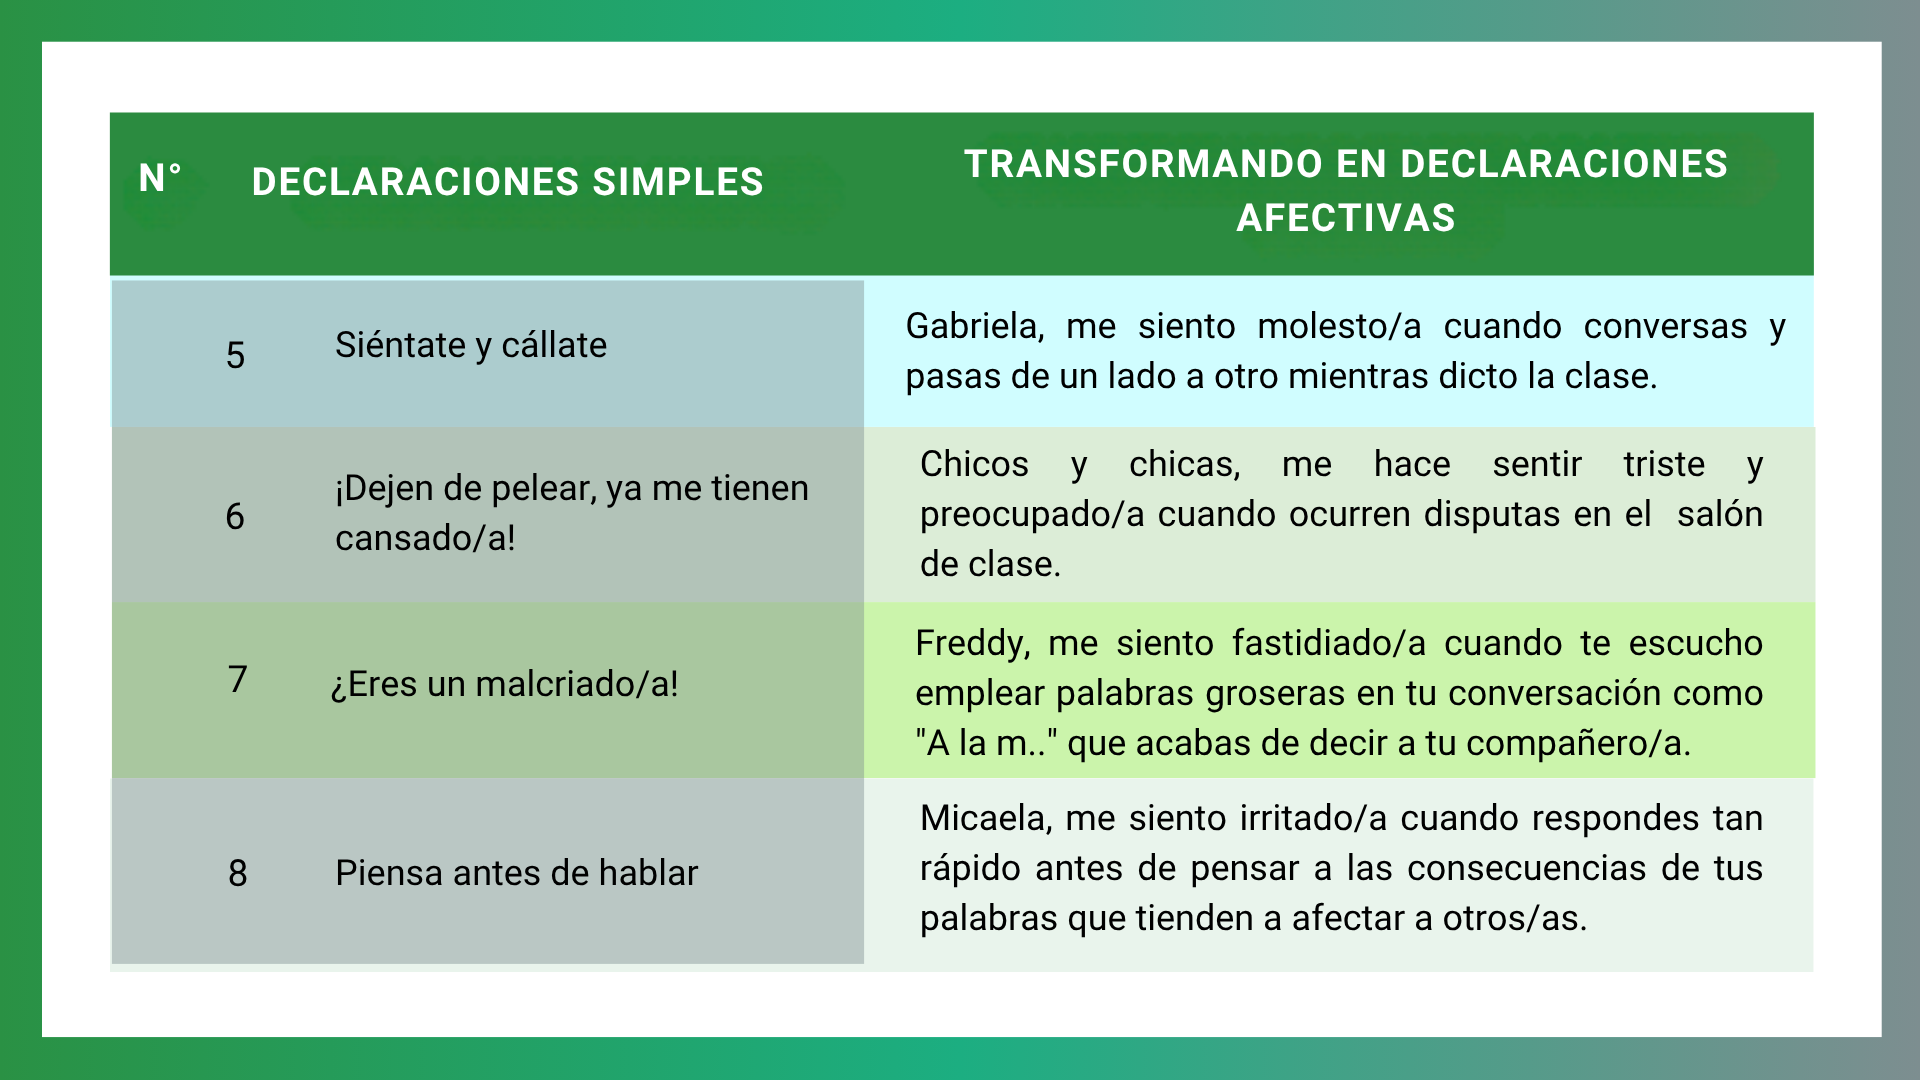 N° DECLARACIONES SIMPLES
TRANSFORMANDO EN DECLARACIONES
AFECTIVAS
5
Siéntate y cállate
Gabriela, me siento molesto/a cuando conversas y
pasas de un lado a otro mientras dicto la clase.
6
¡Dejen de pelear, ya me tienen
cansado/a!
Chicos y chicas, me hace sentir triste y
preocupado/a cuando ocurren disputas en el salón
de clase.
7
¿Eres un malcriado/a!
Freddy, me siento fastidiado/a cuando te escucho
emplear palabras groseras en tu conversación como
"A la m.." que acabas de decir a tu compañero/a.
8
Piensa antes de hablar
Micaela, me siento irritado/a cuando respondes tan
rápido antes de pensar a las consecuencias de tus
palabras que tienden a afectar a otros/as.